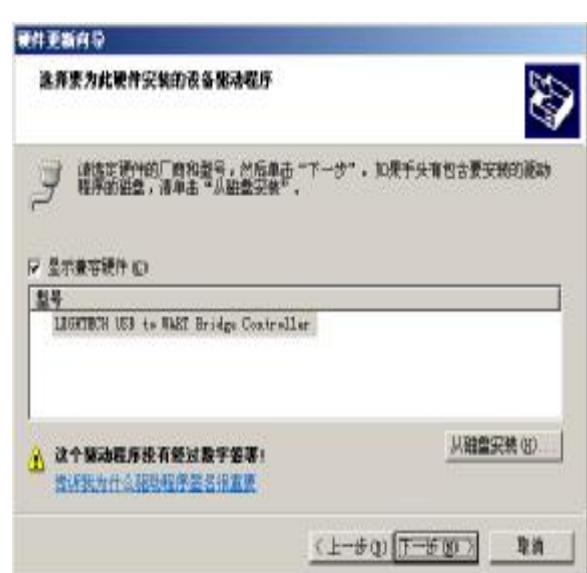 硬件更新向导
选择要为此硬件安装的设备驱动程序
请选定硬件的厂商和型号，然后单击“下一步”。如果手头有包含要安装的驱动
程序的磁盘，请单击“从磁盘安装”。
显示兼容硬件(C)
型号
LIGHTECH USB to UART Bridge Controller
这个驱动程序没有经过数字签署！
从磁盘安装(H)...
告诉我为什么驱动程序签名很重要
<上一步(B) 下一步(N)> 取消